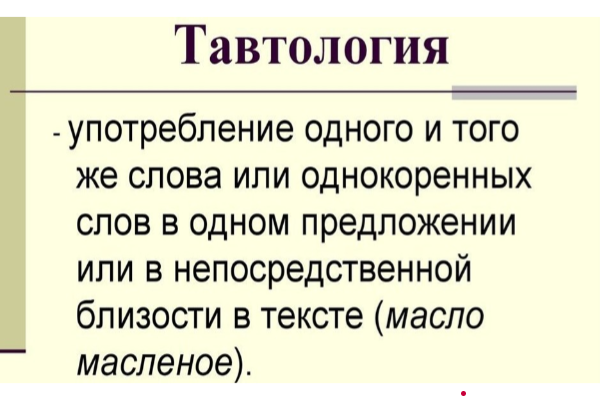 Тавтология
- употребление одного и того
же слова или однокоренных
слов в одном предложении
или в непосредственной
близости в тексте (масло
масленое).